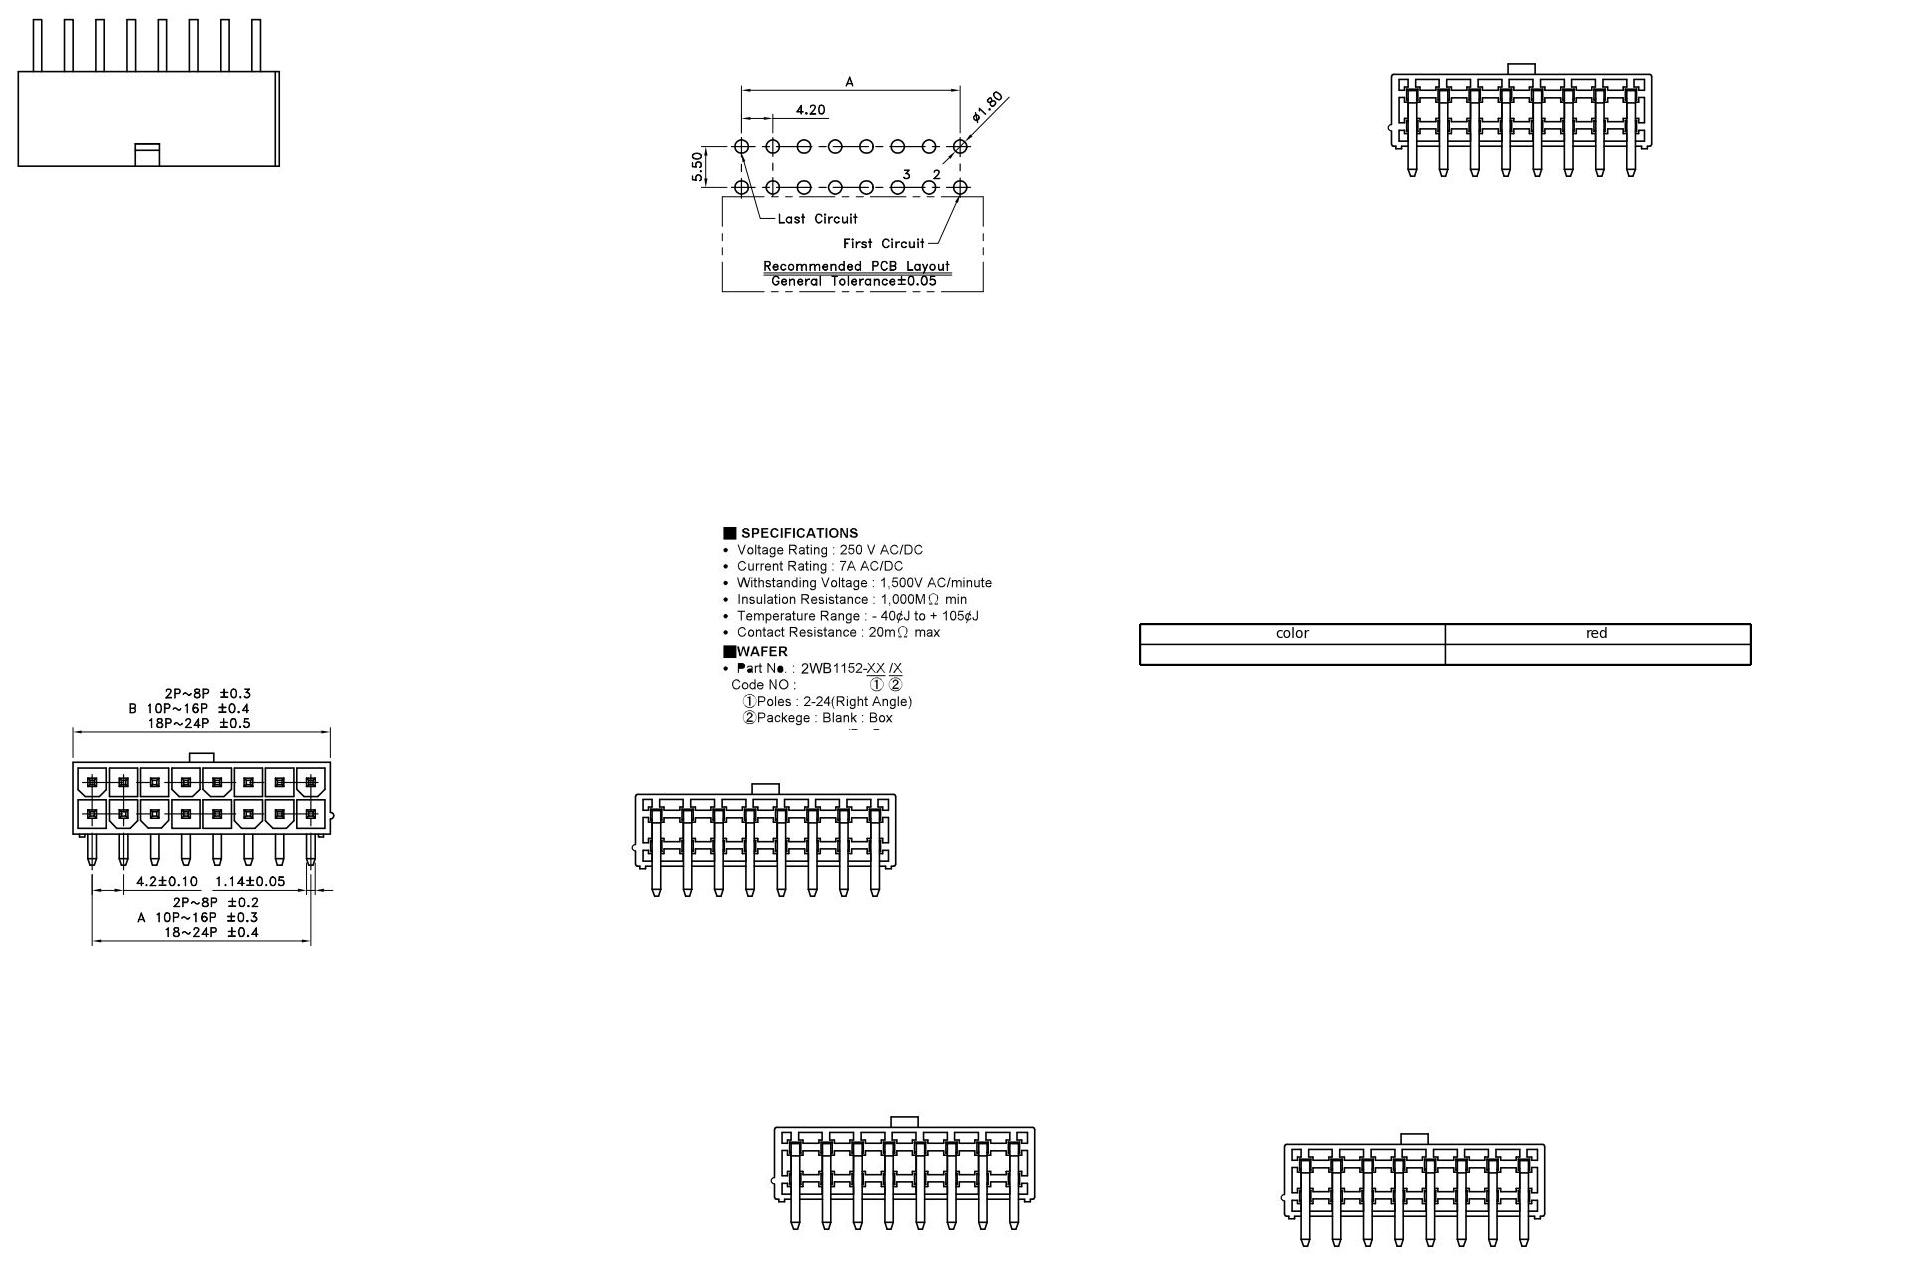 A
4.20
ø1.80
5.50
3 2
Last Circuit
First Circuit
Recommended PCB Layout
General Tolerance±0.05
■ SPECIFICATIONS
• Voltage Rating : 250 V AC/DC
• Current Rating : 7A AC/DC
• Withstanding Voltage : 1,500V AC/minute
• Insulation Resistance : 1,000MΩ min
• Temperature Range : - 40¢J to + 105¢J
• Contact Resistance : 20mΩ max
■WAFER
• Part No. : 2WB1152-XX /X
Code NO : ① ②
①Poles : 2-24(Right Angle)
②Packege : Blank : Box
color red
2P~8P ±0.3
B 10P~16P ±0.4
18P~24P ±0.5
4.2±0.10 1.14±0.05
2P~8P ±0.2
A 10P~16P ±0.3
18~24P ±0.4